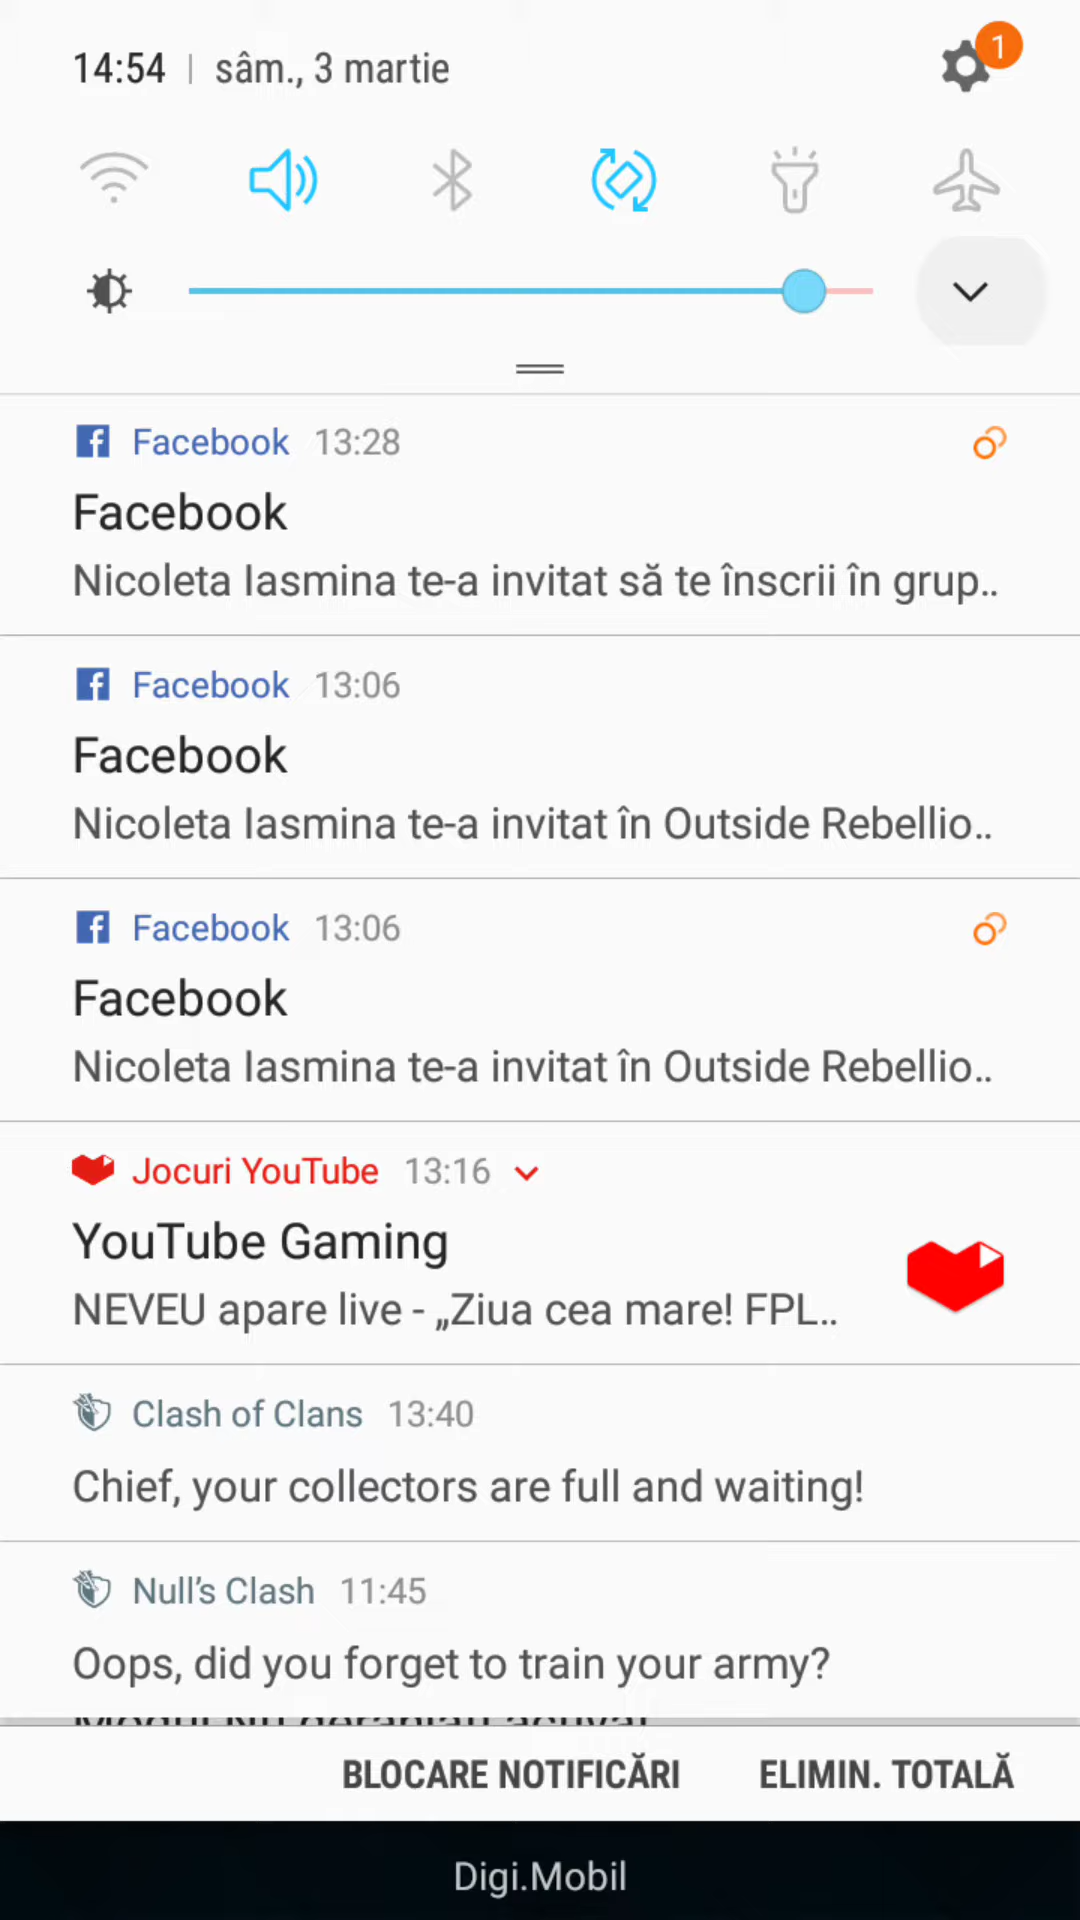 14:54 | sâm., 3 martie
1
Facebook 13:28
Facebook
Nicoleta Iasmina te-a invitat să te înscrii în grup..
Facebook 13:06
Facebook
Nicoleta Iasmina te-a invitat în Outside Rebellio..
Facebook 13:06
Facebook
Nicoleta Iasmina te-a invitat în Outside Rebellio..
Jocuri YouTube 13:16
YouTube Gaming
NEVEU apare live - „Ziua cea mare! FPL..
Clash of Clans 13:40
Chief, your collectors are full and waiting!
Null's Clash 11:45
Oops, did you forget to train your army?
BLOCARE NOTIFICĂRI ELIMIN. TOTALĂ
Digi.Mobil